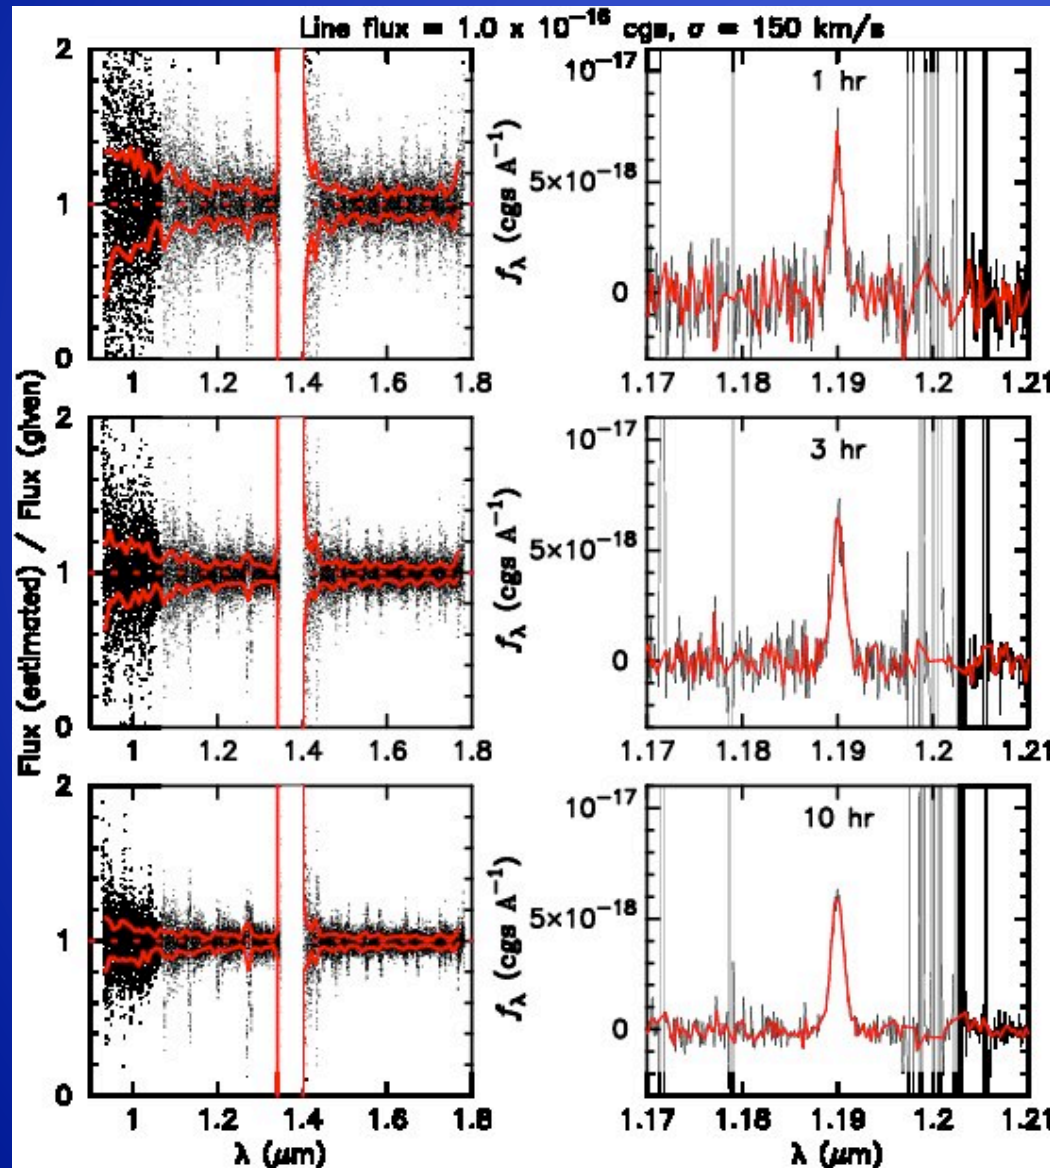 Line flux = 1.0 x 10⁻¹⁶ cgs, σ = 150 km/s
Flux (estimated) / Flux (given)
2
1
0
1 1.2 1.4 1.6 1.8
fλ (cgs A⁻¹)
10⁻¹⁷
5×10⁻¹⁸
0
1 hr
1.17 1.18 1.19 1.2 1.21
2
1
0
1 1.2 1.4 1.6 1.8
fλ (cgs A⁻¹)
10⁻¹⁷
5×10⁻¹⁸
0
3 hr
1.17 1.18 1.19 1.2 1.21
2
1
0
1 1.2 1.4 1.6 1.8
λ (μm)
fλ (cgs A⁻¹)
10⁻¹⁷
5×10⁻¹⁸
0
10 hr
1.17 1.18 1.19 1.2 1.21
λ (μm)